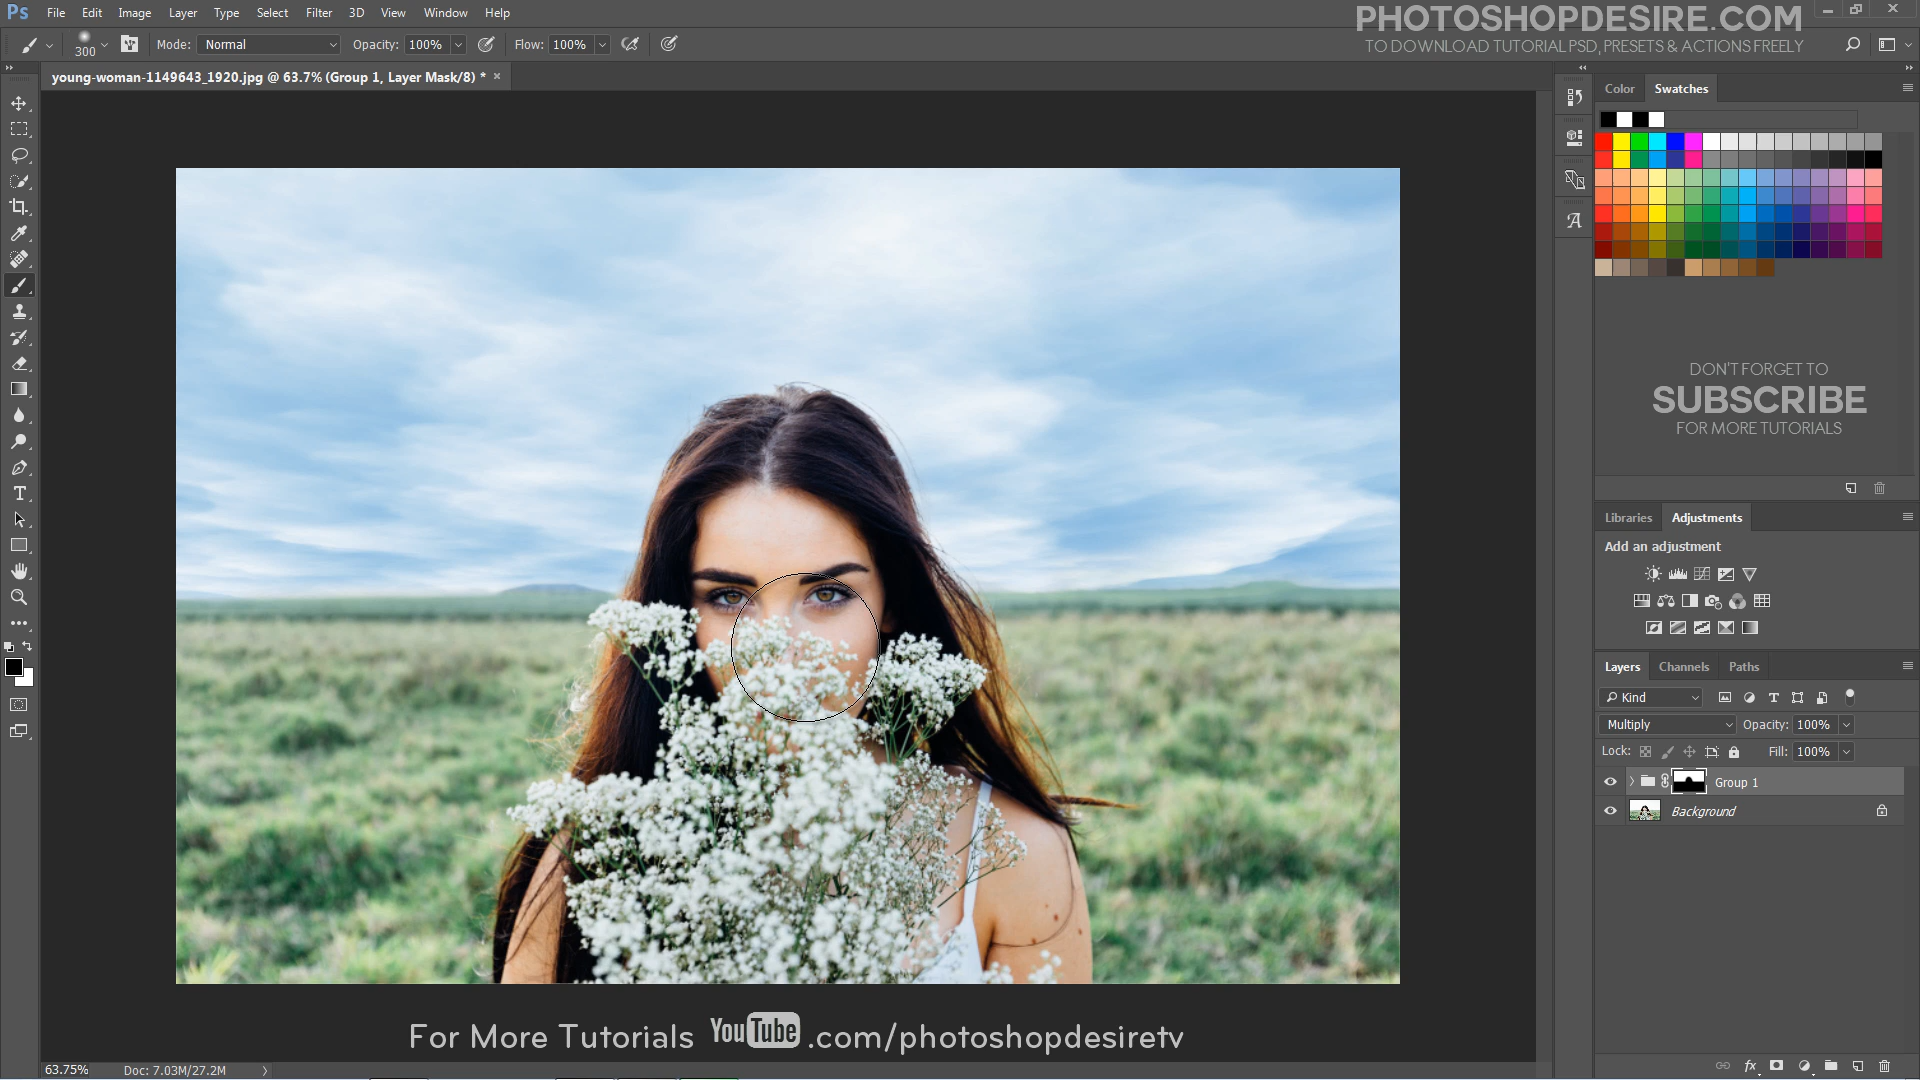 Ps File Edit Image Layer Type Select Filter 3D View Window Help
PHOTOSHOPDESIRE.COM
TO DOWNLOAD TUTORIAL PSD, PRESETS & ACTIONS FREELY
300 Mode: Normal Opacity: 100% Flow: 100%
young-woman-1149643_1920.jpg @ 63.7% (Group 1, Layer Mask/8) * ×
Color Swatches
DON'T FORGET TO
SUBSCRIBE
FOR MORE TUTORIALS
Libraries Adjustments
Add an adjustment
Layers Channels Paths
Kind
Multiply Opacity: 100%
Lock: Fill: 100%
Group 1
Background
For More Tutorials YouTube .com/photoshopdesiretv
63.75% Doc: 7.03M/27.2M
fx